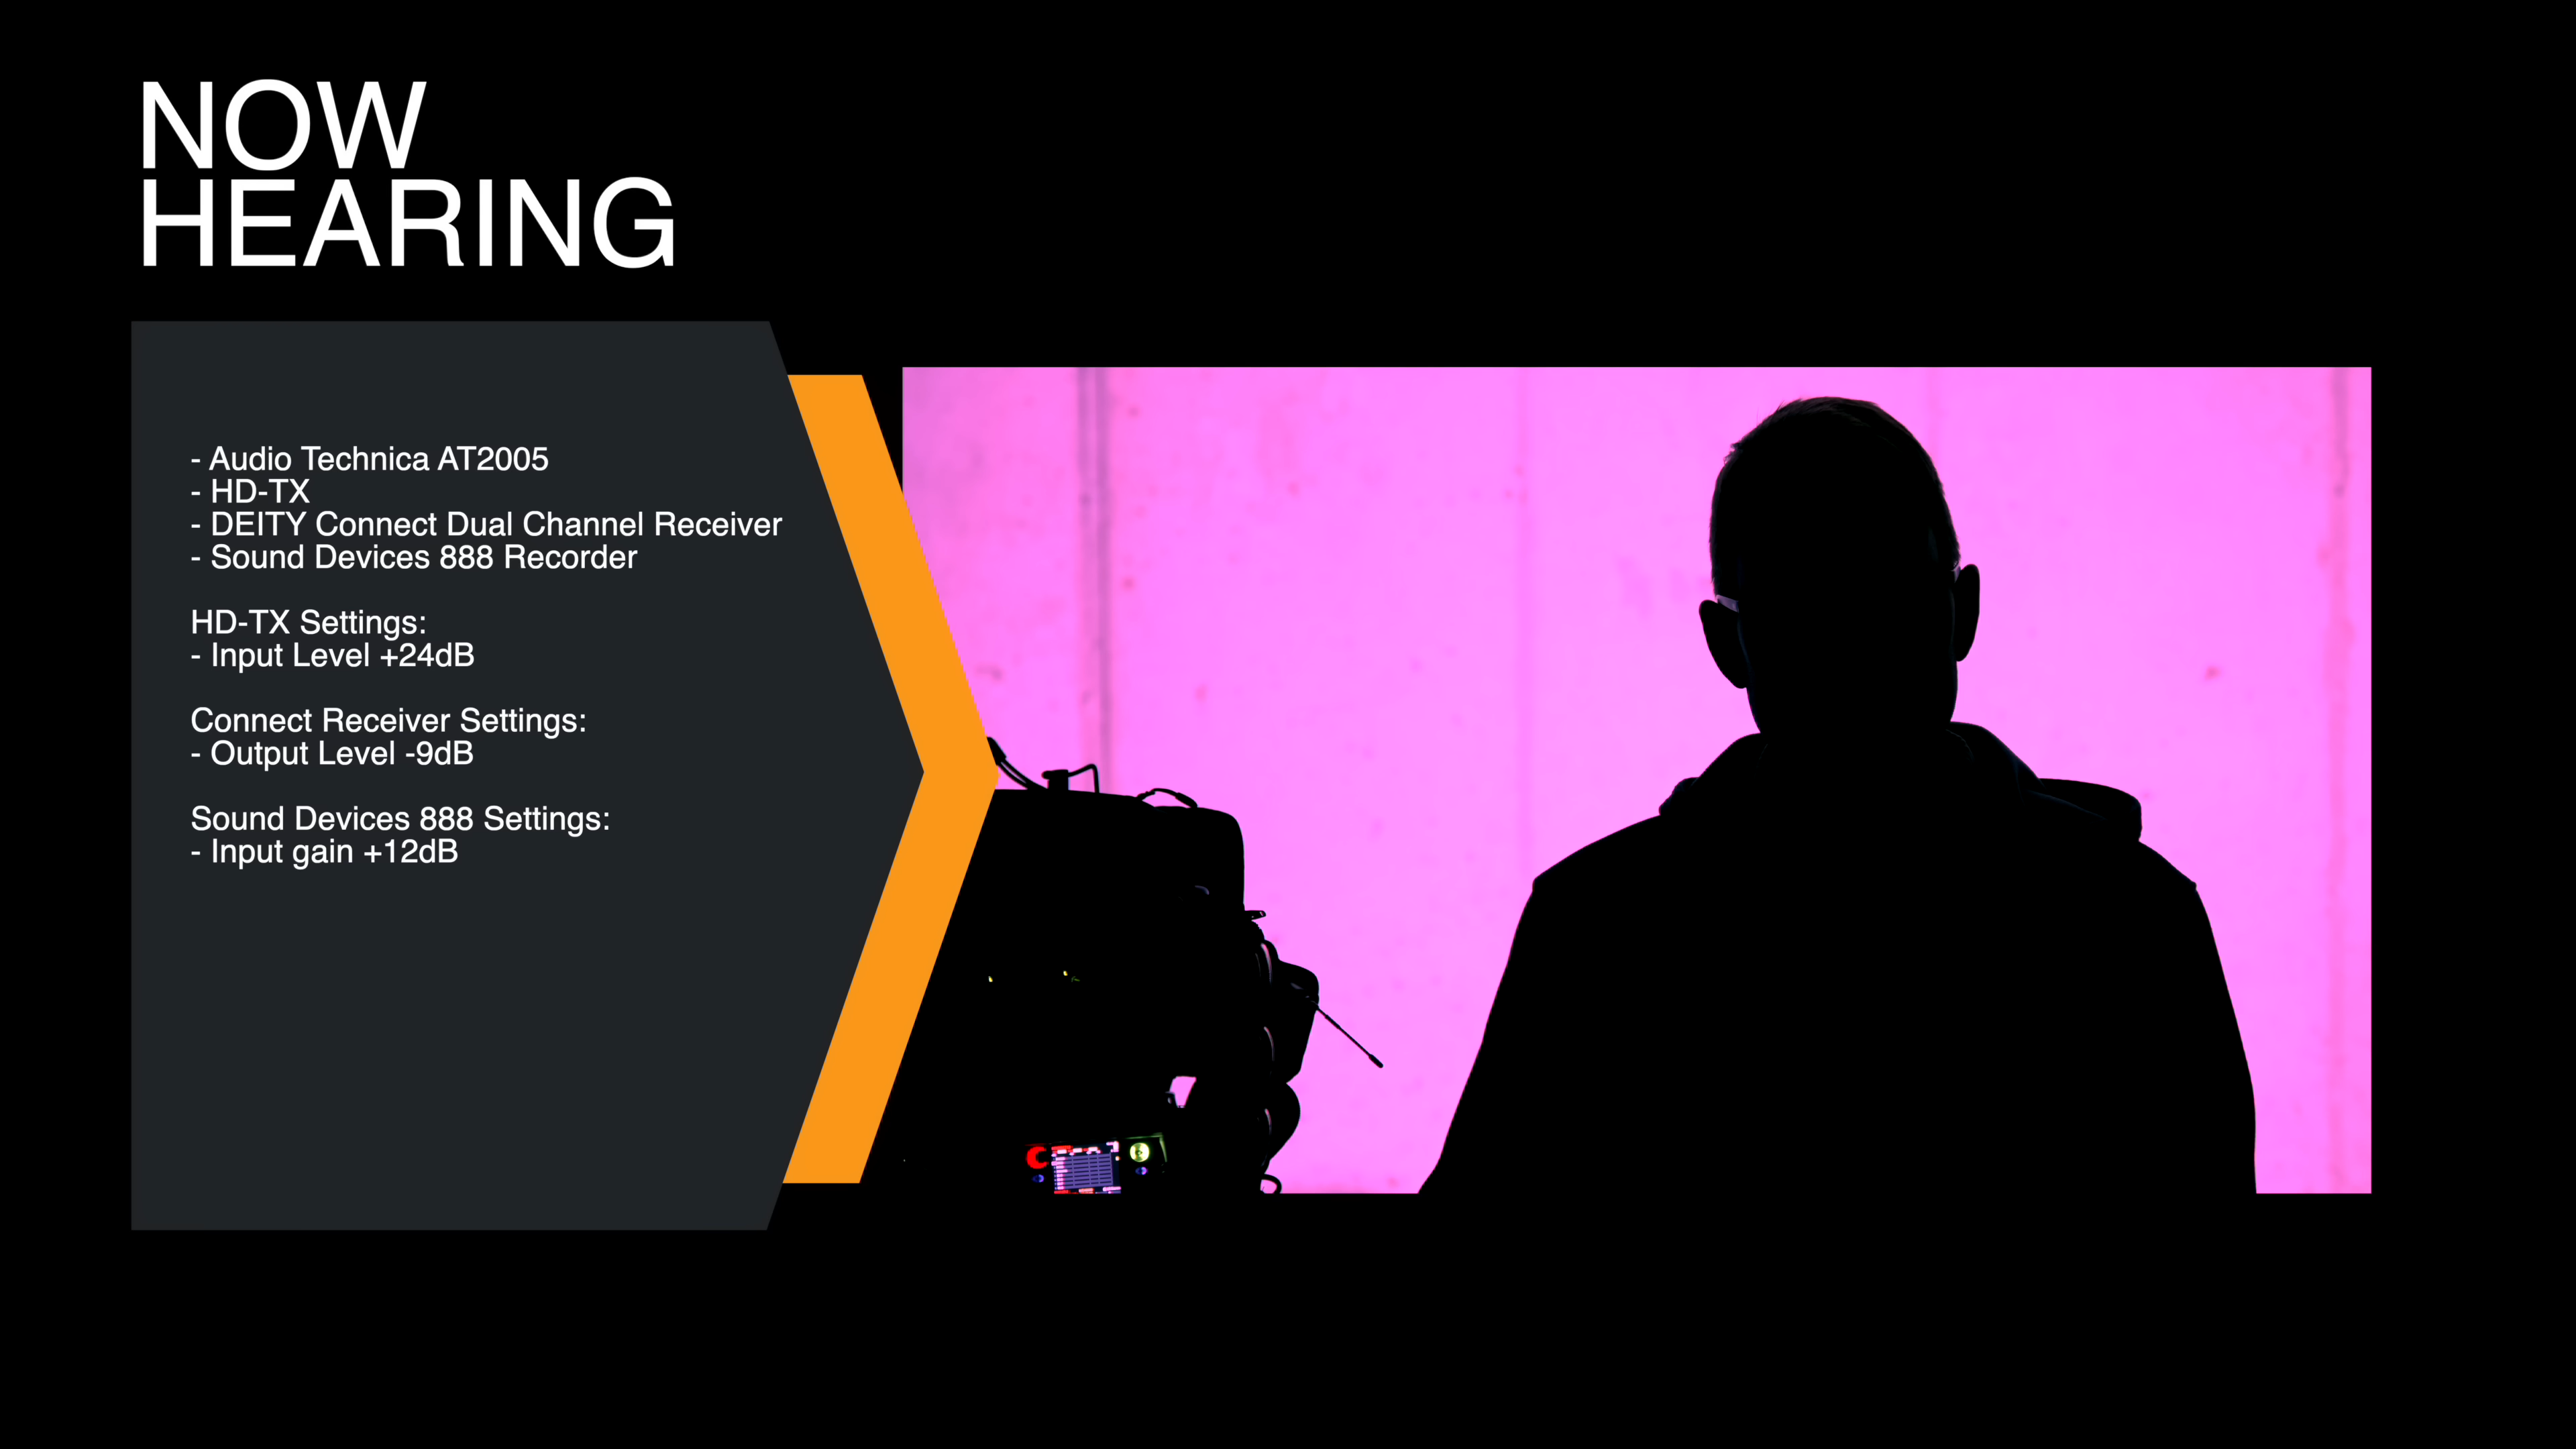 NOW
HEARING
- Audio Technica AT2005
- HD-TX
- DEITY Connect Dual Channel Receiver
- Sound Devices 888 Recorder
HD-TX Settings:
- Input Level +24dB
Connect Receiver Settings:
- Output Level -9dB
Sound Devices 888 Settings:
- Input gain +12dB